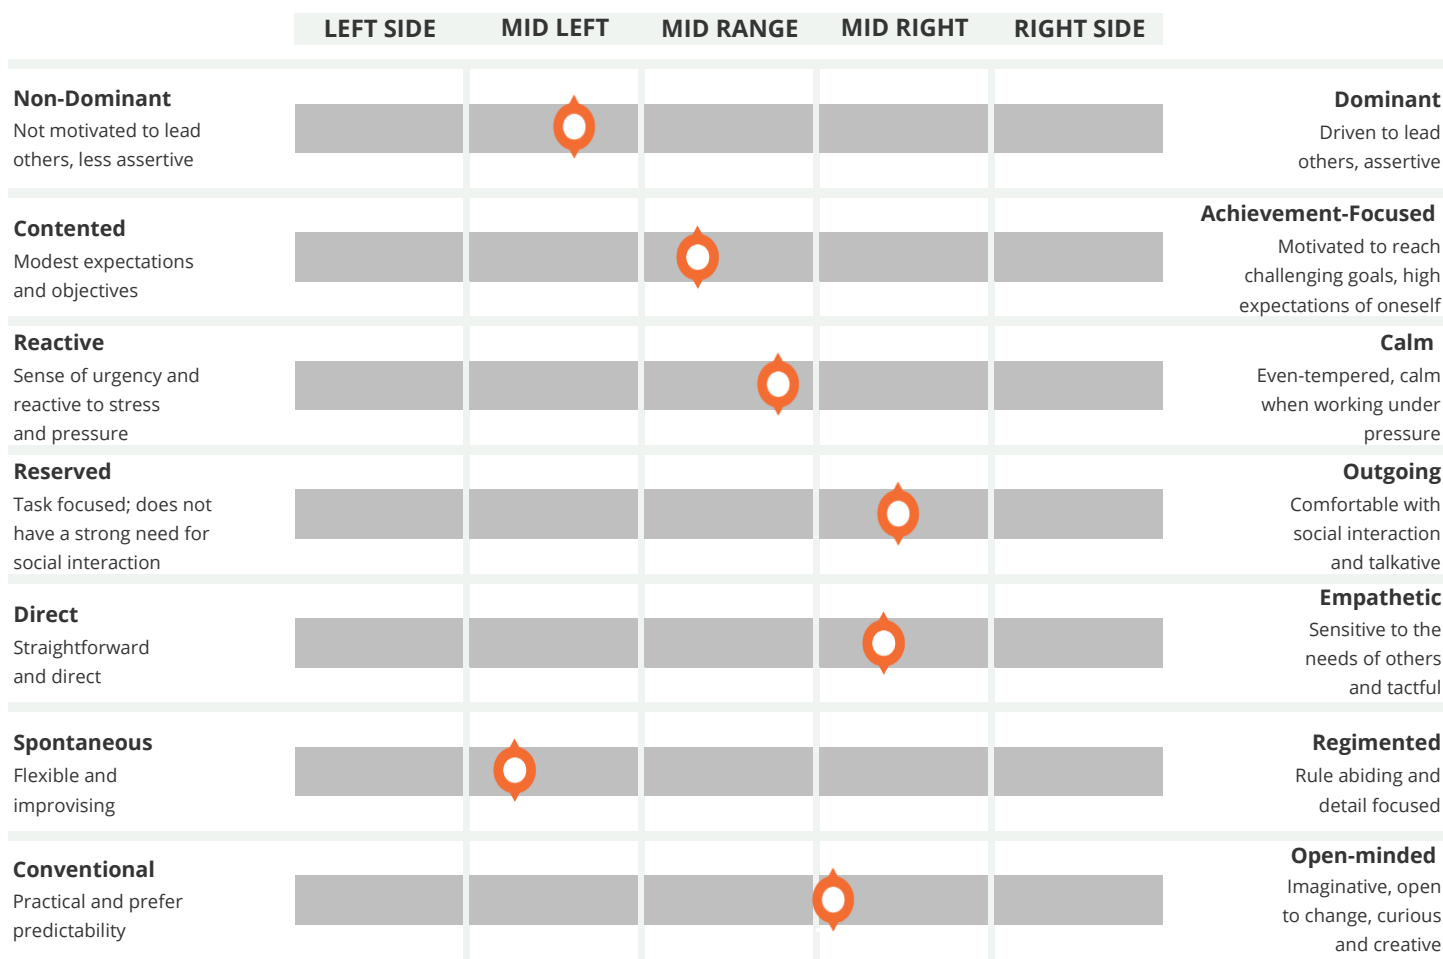 LEFT SIDE MID LEFT MID RANGE MID RIGHT RIGHT SIDE
Non-Dominant
Not motivated to lead
others, less assertive
Dominant
Driven to lead
others, assertive
Contented
Modest expectations
and objectives
Achievement-Focused
Motivated to reach
challenging goals, high
expectations of oneself
Reactive
Sense of urgency and
reactive to stress
and pressure
Calm
Even-tempered, calm
when working under
pressure
Reserved
Task focused; does not
have a strong need for
social interaction
Outgoing
Comfortable with
social interaction
and talkative
Direct
Straightforward
and direct
Empathetic
Sensitive to the
needs of others
and tactful
Spontaneous
Flexible and
improvising
Regimented
Rule abiding and
detail focused
Conventional
Practical and prefer
predictability
Open-minded
Imaginative, open
to change, curious
and creative